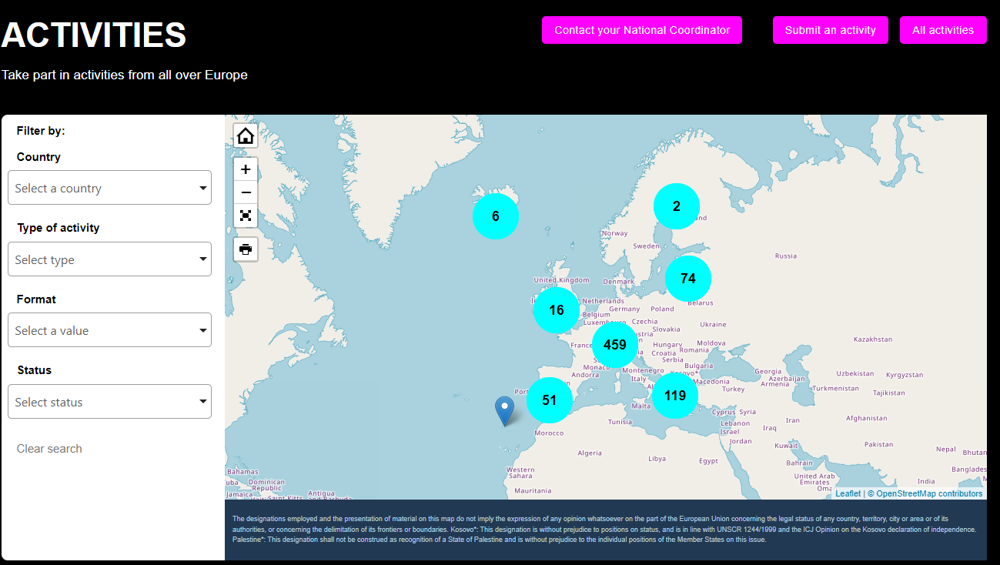 ACTIVITIES
Contact your National Coordinator
Submit an activity
All activities
Take part in activities from all over Europe
Filter by:
Country
Select a country
Type of activity
Select type
Format
Select a value
Status
Select status
Clear search
+
−
6
2
74
16
459
51
119
Norway
Sweden
Russia
United Kingdom
Denmark
Netherlands
Belarus
Germany
Poland
Belgium
Czechia
Ukraine
Slovakia
France
Hungary
Moldova
Kazakhstan
Croatia
Romania
Serbia
Monaco
Bulgaria
Andorra
Montenegro
Georgia
Uzbekistan
Kyrgyzstan
Italy
Macedonia
Azerbaijan
Armenia
Turkmenistan
Turkey
Tajikistan
Malta
Cyprus
Syria
Tunisia
Lebanon
Iran
Afghanistan
Morocco
Israel
Iraq
Jordan
Kuwait
Pakistan
Nepal
Bhutan
Algeria
Libya
Egypt
Bahrain
Western
Sahara
United Arab
Emirates
India
Mauritania
Bahamas
Dominican
Republic
Jamaica
Antigua
Leaflet | © OpenStreetMap contributors
The designations employed and the presentation of material on this map do not imply the expression of any opinion whatsoever on the part of the European Union concerning the legal status of any country, territory, city or area or of its
authorities, or concerning the delimitation of its frontiers or boundaries. Kosovo*: This designation is without prejudice to positions on status, and is in line with UNSCR 1244/1999 and the ICJ Opinion on the Kosovo declaration of independence.
Palestine*: This designation shall not be construed as recognition of a State of Palestine and is without prejudice to the individual positions of the Member States on this issue.